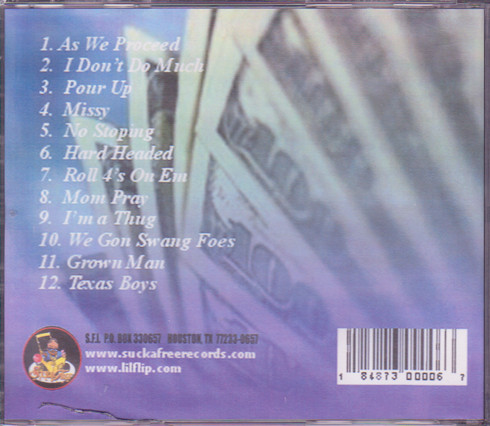 1. As We Proceed
2. I Don't Do Much
3. Pour Up
4. Missy
5. No Stoping
6. Hard Headed
7. Roll 4's On Em
8. Mom Pray
9. I'm a Thug
10. We Gon Swang Foes
11. Grown Man
12. Texas Boys
S.F.I. P.O. BOX 330657 HOUSTON, TX 77233-0657
www.suckafreerecords.com
www.lilflip.com
1 84873 00006 7